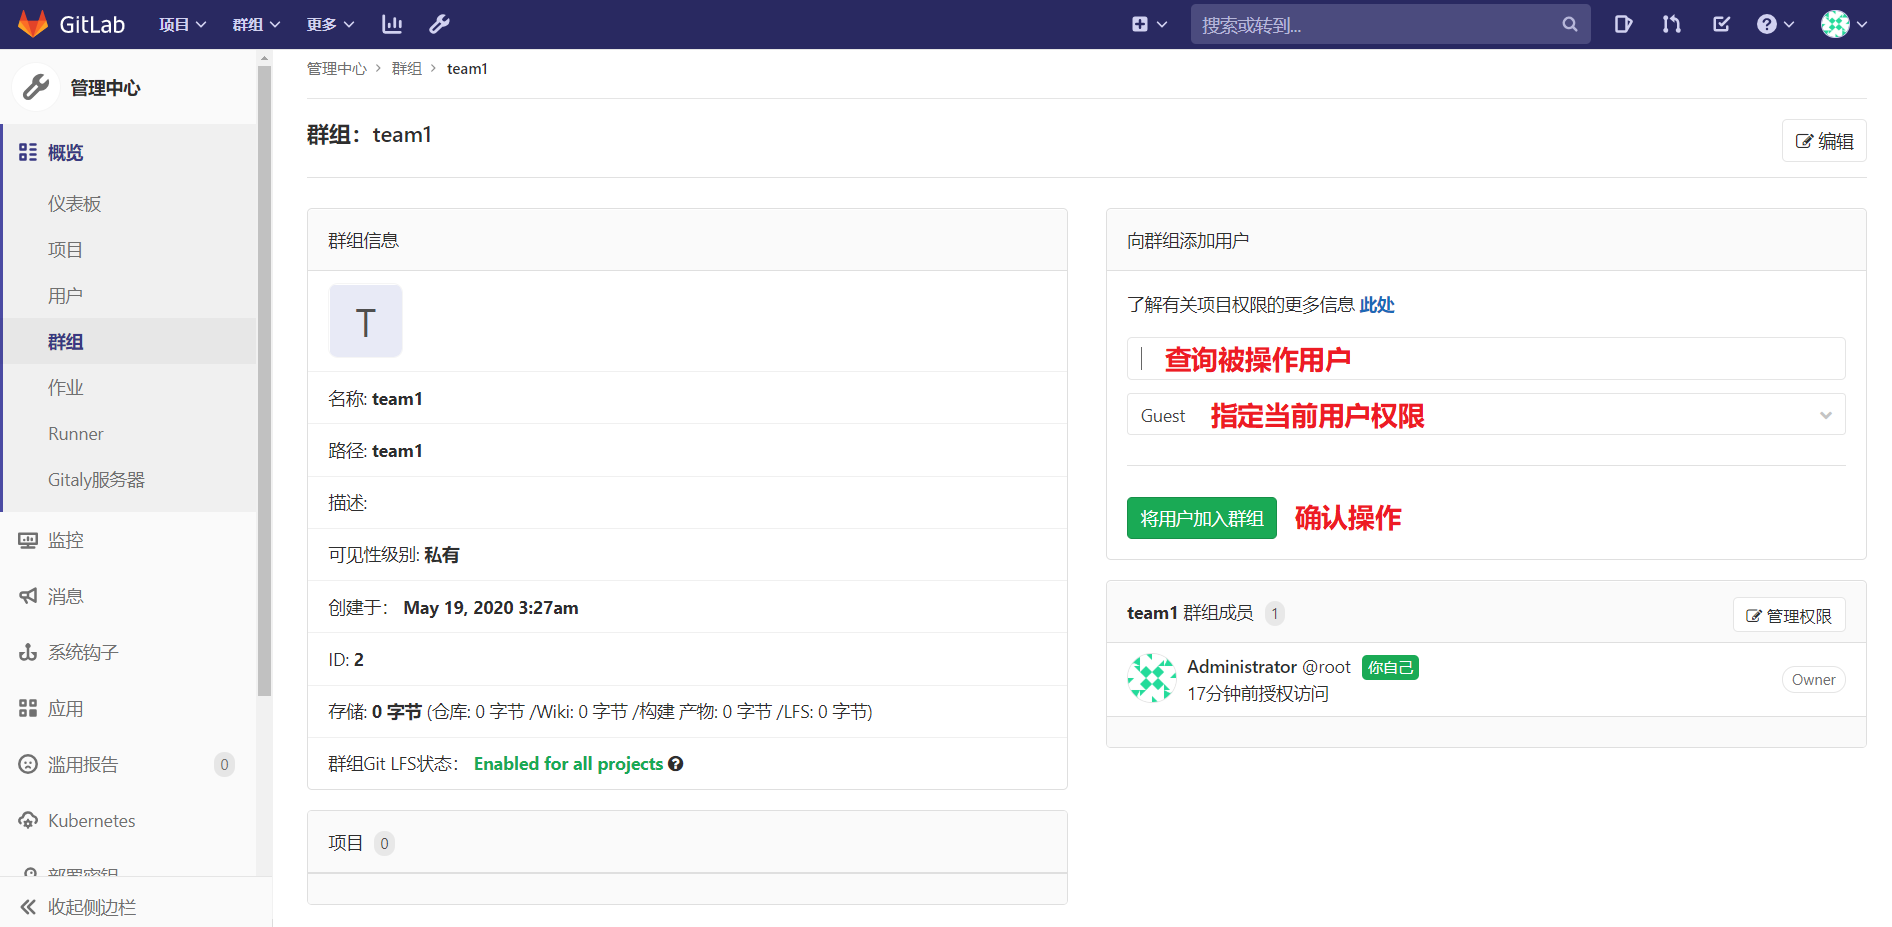 GitLab 项目 群组 更多 搜索或转到...
管理中心
概览
仪表板
项目
用户
群组
作业
Runner
Gitaly服务器
监控
消息
系统钩子
应用
滥用报告 0
Kubernetes
部署密钥
收起侧边栏
管理中心 > 群组 > team1
群组：team1
编辑
群组信息
T
名称: team1
路径: team1
描述:
可见性级别: 私有
创建于： May 19, 2020 3:27am
ID: 2
存储: 0 字节 (仓库: 0 字节 /Wiki: 0 字节 /构建 产物: 0 字节 /LFS: 0 字节)
群组Git LFS状态： Enabled for all projects
项目 0
向群组添加用户
了解有关项目权限的更多信息 此处
查询被操作用户
Guest 指定当前用户权限
将用户加入群组 确认操作
team1 群组成员 1 管理权限
Administrator @root 你自己
17分钟前授权访问
Owner